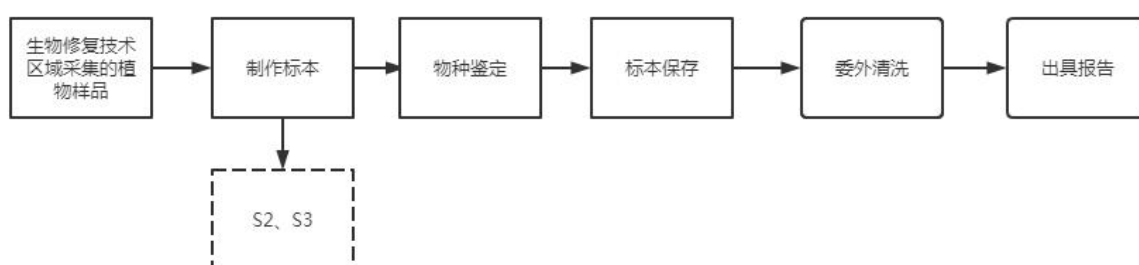 生物修复技术
区域采集的植
物样品
制作标本
物种鉴定
标本保存
委外清洗
出具报告
S2、S3